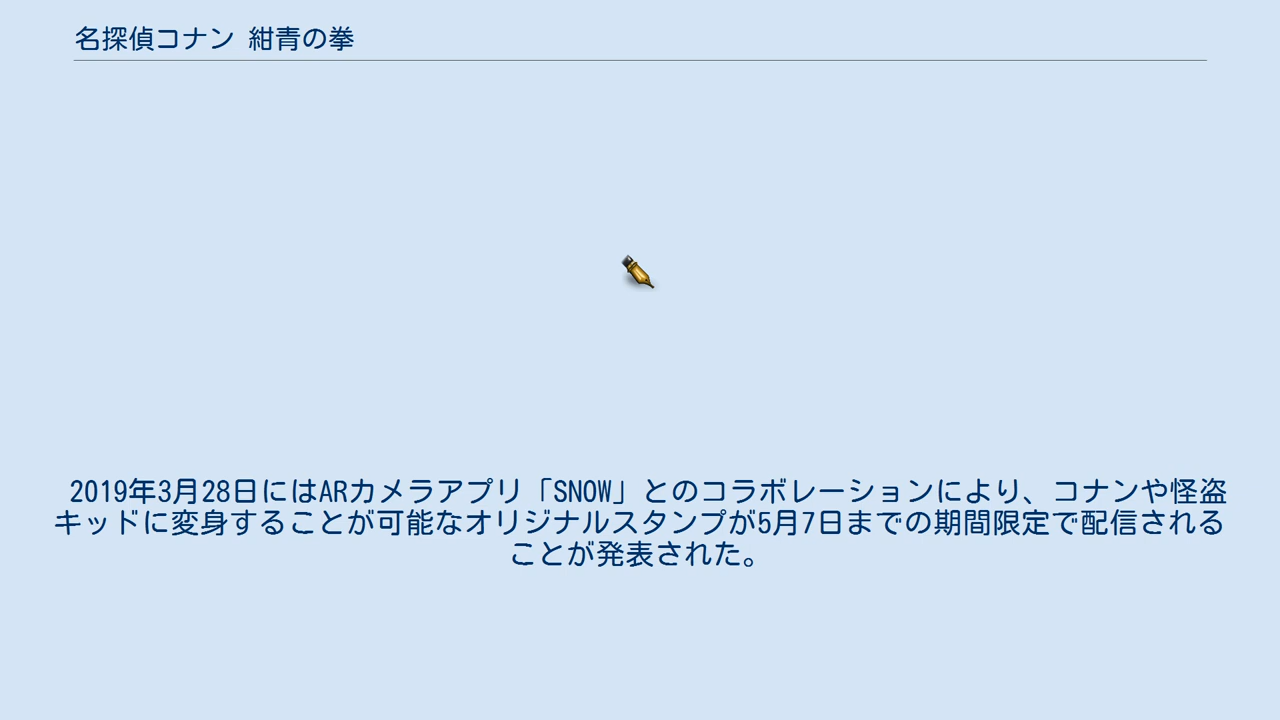 名探偵コナン 紺青の拳
2019年3月28日にはARカメラアプリ「SNOW」とのコラボレーションにより、コナンや怪盗
キッドに変身することが可能なオリジナルスタンプが5月7日までの期間限定で配信される
ことが発表された。